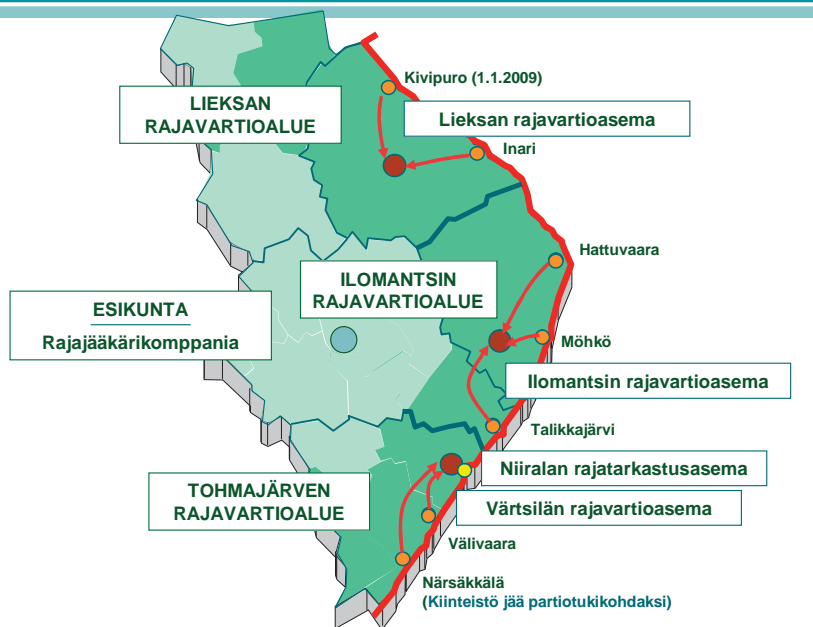 Kivipuro (1.1.2009)
LIEKSAN
RAJAVARTIOALUE
Lieksan rajavartioasema
Inari
Hattuvaara
ILOMANTSIN
RAJAVARTIOALUE
ESIKUNTA
Rajajääkärikomppania
Möhkö
Ilomantsin rajavartioasema
Talikkajärvi
Niiralan rajatarkastusasema
TOHMAJÄRVEN
RAJAVARTIOALUE
Värtsilän rajavartioasema
Välivaara
Närsäkkälä
(Kiinteistö jää partiotukikohdaksi)